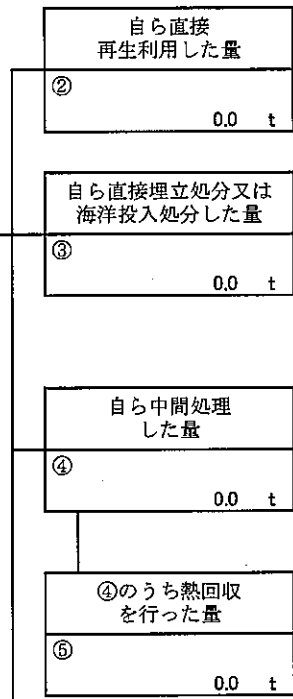 自ら直接
再生利用した量
②
0.0 t
自ら直接埋立処分又は
海洋投入処分した量
③
0.0 t
自ら中間処理
した量
④
0.0 t
④のうち熱回収
を行った量
⑤
0.0 t